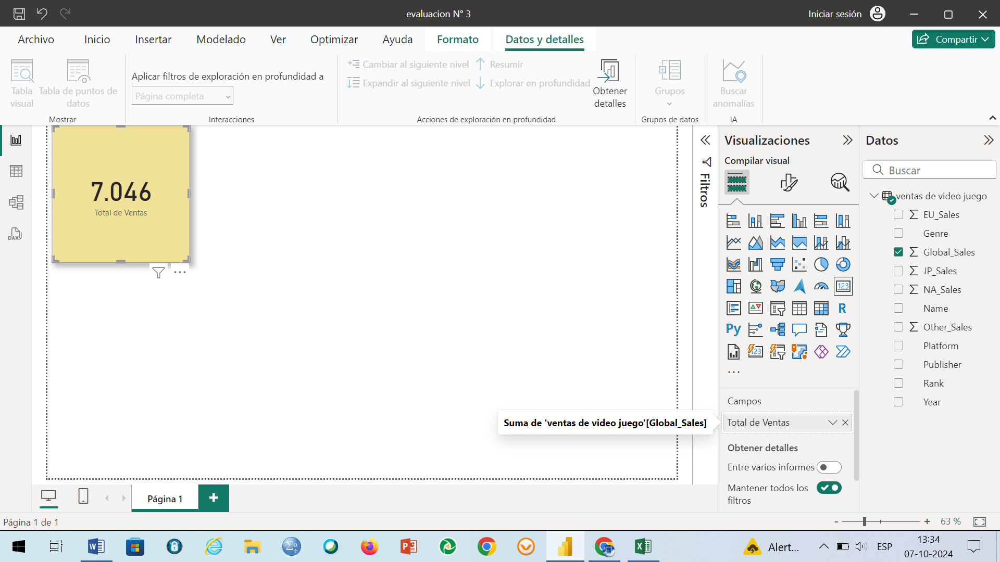 evaluacion N° 3
Iniciar sesión
Archivo
Inicio
Insertar
Modelado
Ver
Optimizar
Ayuda
Formato
Datos y detalles
Compartir
Tabla
visual
Tabla de puntos de
datos
Mostrar
Aplicar filtros de exploración en profundidad a
Página completa
Interacciones
Cambiar al siguiente nivel
Resumir
Expandir al siguiente nivel
Explorar en profundidad
Acciones de exploración en profundidad
Obtener
detalles
Grupos
Grupos de datos
Buscar
anomalías
IA
DAX
7.046
Total de Ventas
Filtros
Visualizaciones
Compilar visual
123
123
R
Py
123
...
Campos
Total de Ventas
Suma de 'ventas de video juego'[Global_Sales]
Obtener detalles
Entre varios informes
Mantener todos los
filtros
Datos
Buscar
ventas de video juego
EU_Sales
Genre
Global_Sales
JP_Sales
NA_Sales
Name
Other_Sales
Platform
Publisher
Rank
Year
Página 1
+
Página 1 de 1
- + 63 %
Alert...
ESP
13:34
07-10-2024